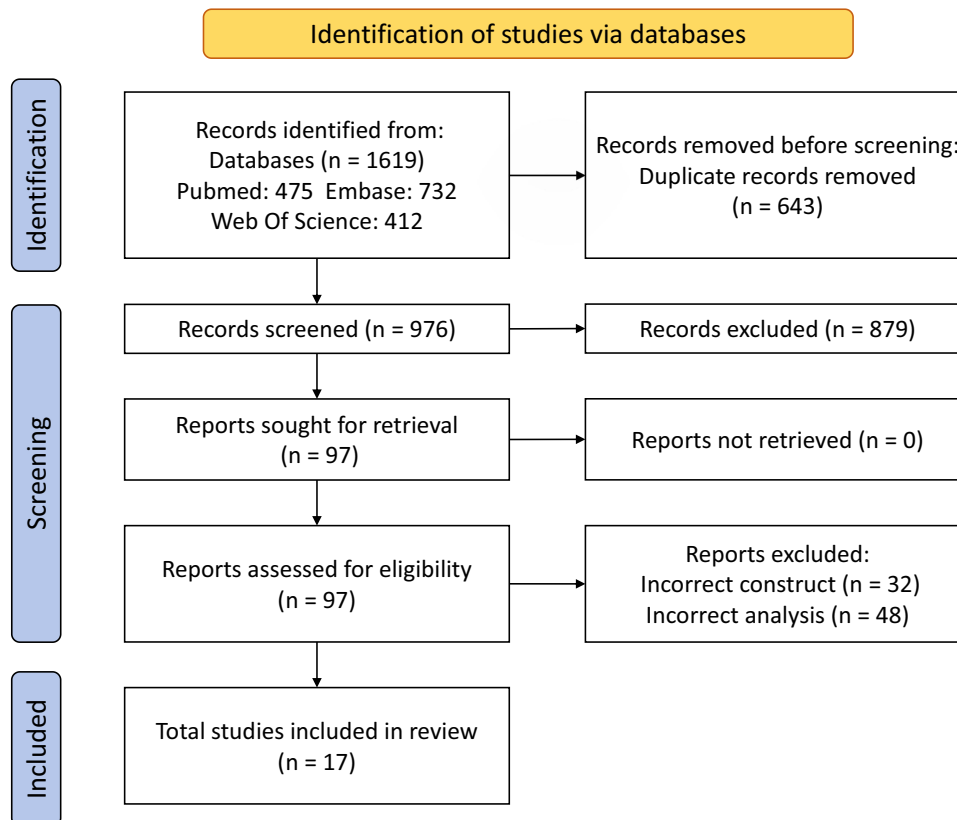 Identification of studies via databases
Identification
Records identified from:
Databases (n = 1619)
Pubmed: 475  Embase: 732
Web Of Science: 412
Records removed before screening:
Duplicate records removed
(n = 643)
Screening
Records screened (n = 976)
Records excluded (n = 879)
Reports sought for retrieval
(n = 97)
Reports not retrieved (n = 0)
Reports assessed for eligibility
(n = 97)
Reports excluded:
Incorrect construct (n = 32)
Incorrect analysis (n = 48)
Included
Total studies included in review
(n = 17)